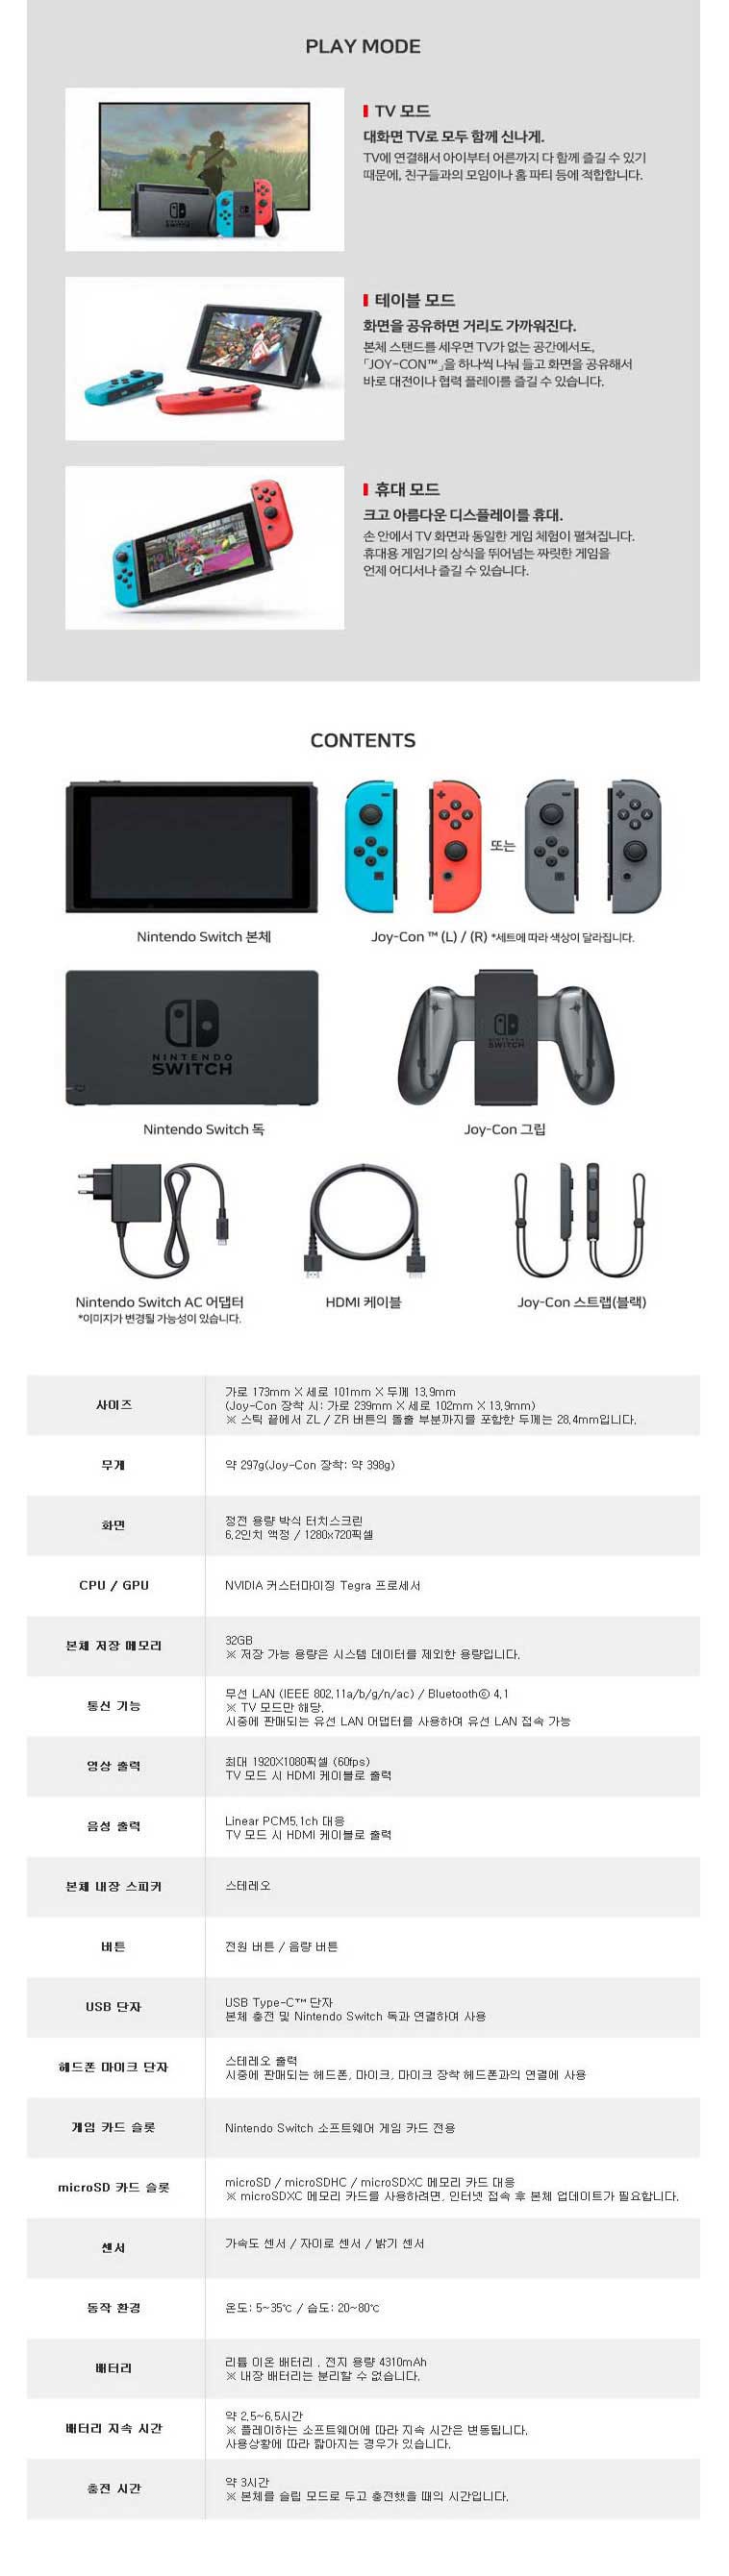 PLAY MODE
TV 모드
대화면 TV로 모두 함께 신나게.
TV에 연결해서 아이부터 어른까지 다 함께 즐길 수 있기
때문에, 친구들과의 모임이나 홈 파티 등에 적합합니다.
NINTENDO
SWITCH
테이블 모드
화면을 공유하면 거리도 가까워진다.
본체 스탠드를 세우면 TV가 없는 공간에서도,
「JOY-CON™」을 하나씩 나눠 들고 화면을 공유해서
바로 대전이나 협력 플레이를 즐길 수 있습니다.
휴대 모드
크고 아름다운 디스플레이를 휴대.
손 안에서 TV 화면과 동일한 게임 체험이 펼쳐집니다.
휴대용 게임기의 상식을 뛰어넘는 짜릿한 게임을
언제 어디서나 즐길 수 있습니다.
CONTENTS
또는
Nintendo Switch 본체
Joy-Con ™ (L) / (R) *세트에 따라 색상이 달라집니다.
NINTENDO
SWITCH
NINTENDO
SWITCH
Nintendo Switch 독
Joy-Con 그립
Nintendo Switch AC 어댑터
*이미지가 변경될 가능성이 있습니다.
HDMI 케이블
Joy-Con 스트랩(블랙)
사이즈
가로 173mm X 세로 101mm X 두께 13.9mm
(Joy-Con 장착 시: 가로 239mm X 세로 102mm X 13.9mm)
※ 스틱 끝에서 ZL / ZR 버튼의 돌출 부분까지를 포함한 두께는 28.4mm입니다.
무게
약 297g(Joy-Con 장착: 약 398g)
화면
정전 용량 박식 터치스크린
6.2인치 액정 / 1280x720픽셀
CPU / GPU
NVIDIA 커스터마이징 Tegra 프로세서
본체 저장 메모리
32GB
※ 저장 가능 용량은 시스템 데이터를 제외한 용량입니다.
통신 기능
무선 LAN (IEEE 802.11a/b/g/n/ac) / Bluetooth© 4.1
※ TV 모드만 해당.
시중에 판매되는 유선 LAN 어댑터를 사용하여 유선 LAN 접속 가능
영상 출력
최대 1920X1080픽셀 (60fps)
TV 모드 시 HDMI 케이블로 출력
음성 출력
Linear PCM5.1ch 대응
TV 모드 시 HDMI 케이블로 출력
본체 내장 스피커
스테레오
버튼
전원 버튼 / 음량 버튼
USB 단자
USB Type-C™ 단자
본체 충전 및 Nintendo Switch 독과 연결하여 사용
헤드폰 마이크 단자
스테레오 출력
시중에 판매되는 헤드폰, 마이크, 마이크 장착 헤드폰과의 연결에 사용
게임 카드 슬롯
Nintendo Switch 소프트웨어 게임 카드 전용
microSD 카드 슬롯
microSD / microSDHC / microSDXC 메모리 카드 대응
※ microSDXC 메모리 카드를 사용하려면, 인터넷 접속 후 본체 업데이트가 필요합니다.
센서
가속도 센서 / 자이로 센서 / 밝기 센서
동작 환경
온도: 5~35℃ / 습도: 20~80℃
배터리
리튬 이온 배터리 . 전지 용량 4310mAh
※ 내장 배터리는 분리할 수 없습니다.
배터리 지속 시간
약 2.5~6.5시간
※ 플레이하는 소프트웨어에 따라 지속 시간은 변동됩니다.
사용상황에 따라 짧아지는 경우가 있습니다.
충전 시간
약 3시간
※ 본체를 슬립 모드로 두고 충전했을 때의 시간입니다.